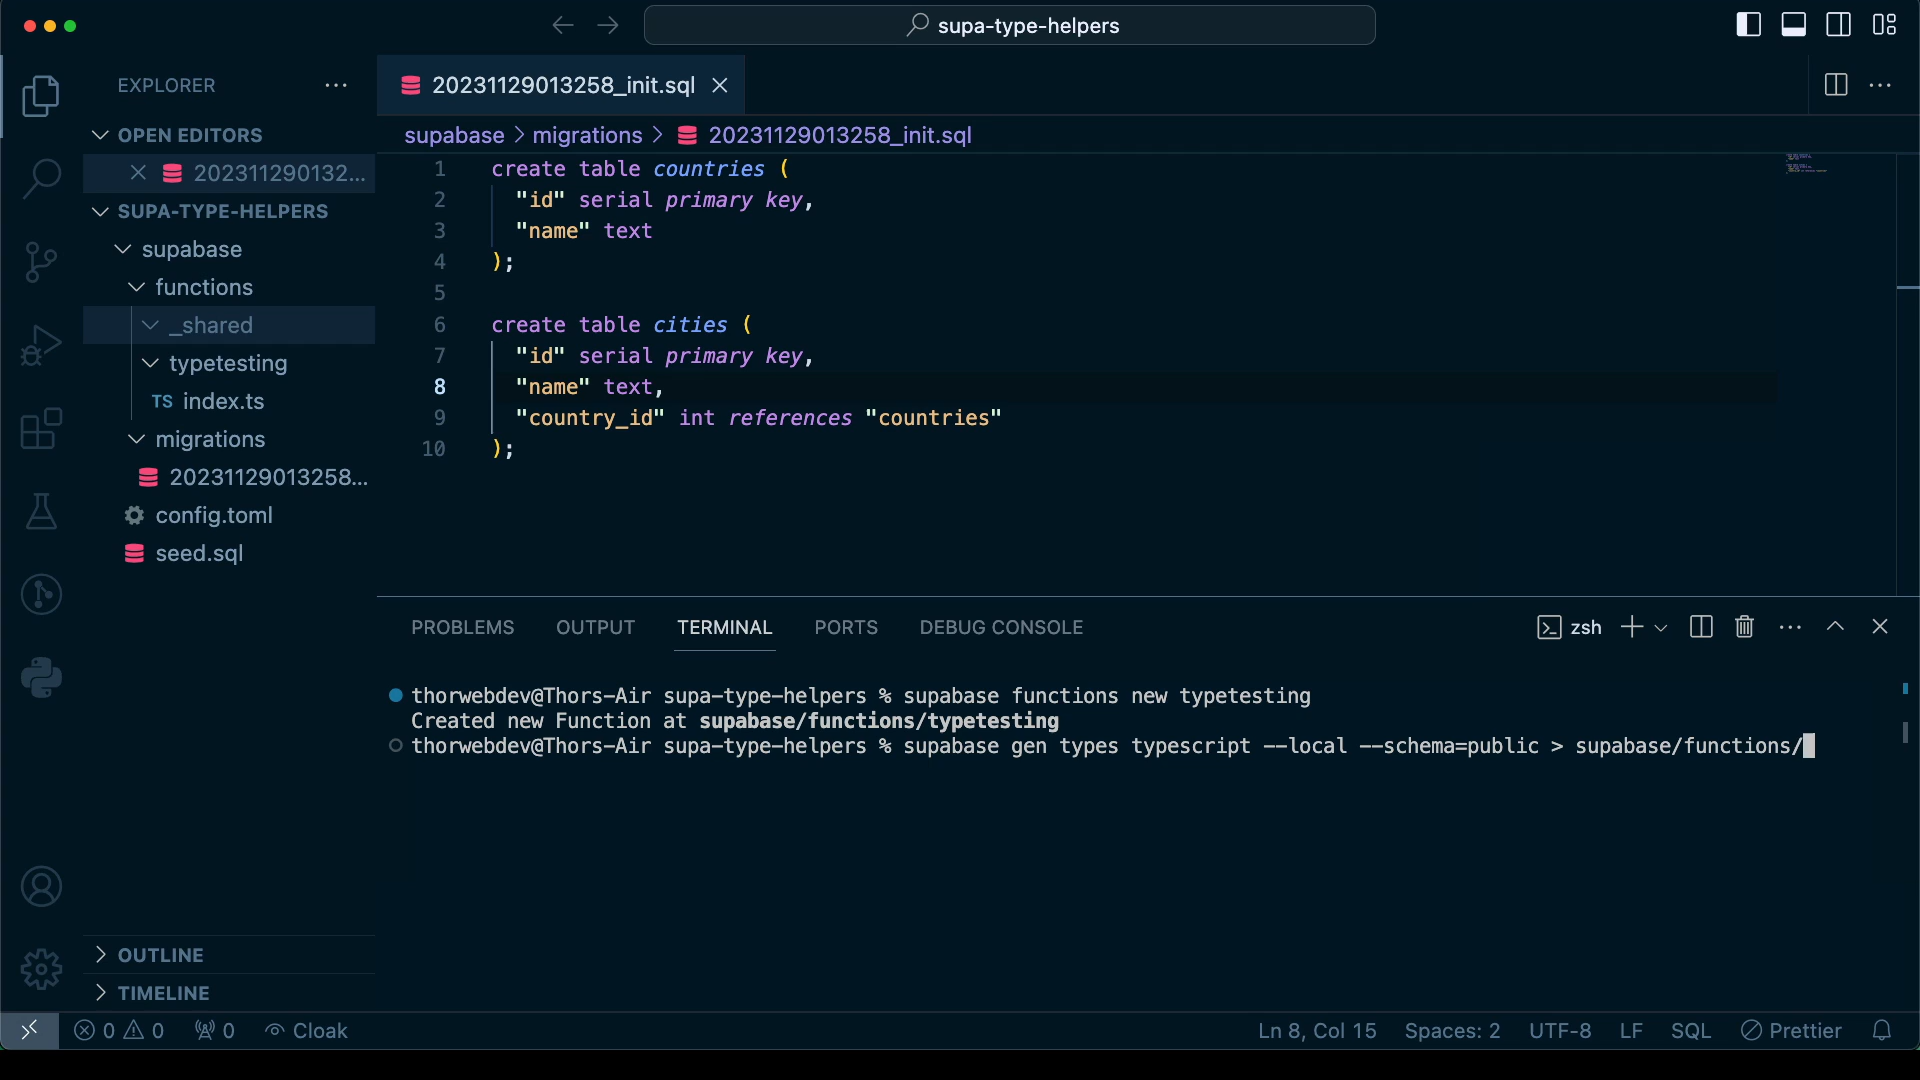 supa-type-helpers
EXPLORER
20231129013258_init.sql
OPEN EDITORS
202311290132...
SUPA-TYPE-HELPERS
supabase
functions
_shared
typetesting
TS index.ts
migrations
20231129013258...
config.toml
seed.sql
OUTLINE
TIMELINE
supabase > migrations > 20231129013258_init.sql
1 create table countries (
2 "id" serial primary key,
3 "name" text
4 );
5
6 create table cities (
7 "id" serial primary key,
8 "name" text,
9 "country_id" int references "countries"
10 );
PROBLEMS OUTPUT TERMINAL PORTS DEBUG CONSOLE zsh
thorwebdev@Thors-Air supa-type-helpers % supabase functions new typetesting
Created new Function at supabase/functions/typetesting
thorwebdev@Thors-Air supa-type-helpers % supabase gen types typescript --local --schema=public > supabase/functions/
0 0 0 Cloak Ln 8, Col 15 Spaces: 2 UTF-8 LF SQL Prettier